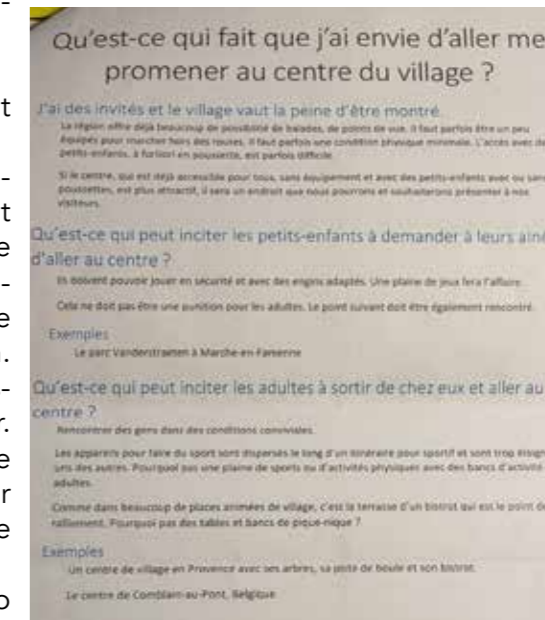 -
t
-
t
e
-
e
.
-
r.
e
r
e
o
Qu'est-ce qui fait que j'ai envie d'aller me
promener au centre du village ?
J'ai des invités et le village vaut la peine d'être montré
La région offre déjà beaucoup de possibilité de balades, de points de vue. Il faut parfois être un peu
équipés pour marcher hors des routes. Il faut parfois une condition physique minimale. L'accès avec de
petits-enfants, à fortiori en poussette, est parfois difficile.
Si le centre, qui est déjà accessible pour tous, sans équipement et avec des petits-enfants avec ou sans
poussettes, est plus attractif, il sera un endroit que nous pourrons et souhaiterons présenter à nos
visiteurs.
Qu'est-ce qui peut inciter les petits-enfants à demander à leurs aîné
d'aller au centre ?
Ils doivent pouvoir jouer en sécurité et avec des engins adaptés. Une plaine de jeux fera l'affaire.
Cela ne doit pas être une punition pour les adultes. Le point suivant doit être également rencontré.
Exemples
Le parc Vanderstraeten à Marche-en-Famenne
Qu'est-ce qui peut inciter les adultes à sortir de chez eux et aller au
centre ?
Rencontrer des gens dans des conditions conviviales.
Les appareils pour faire du sport sont dispersés le long d'un itinéraire pour sportif et sont trop éloign
uns des autres. Pourquoi pas une plaine de sports ou d'activités physiques avec des bancs d'activité
adultes.
Comme dans beaucoup de places animées de village, c'est la terrasse d'un bistrot qui est le point de
ralliement. Pourquoi pas des tables et bancs de pique-nique ?
Exemples
Un centre de village en Provence avec ses arbres, sa piste de boule et son bistrot.
Le centre de Comblain-au-Pont, Belgique